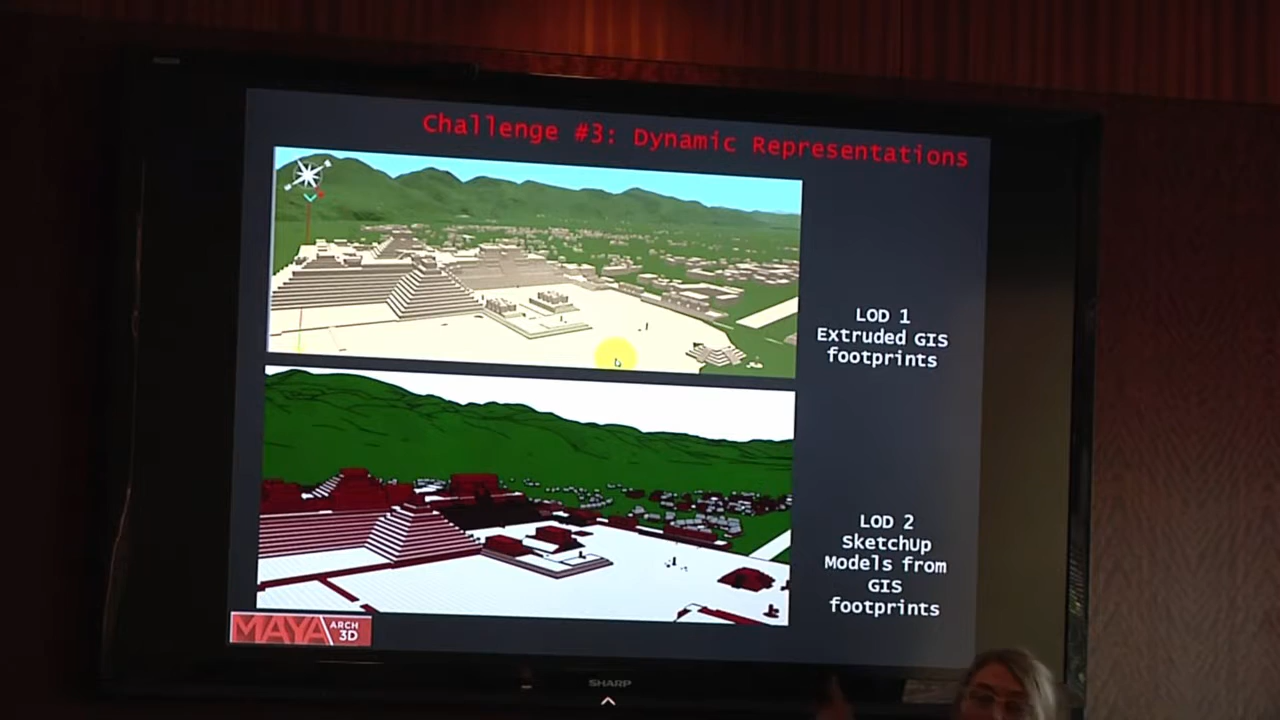 Challenge #3: Dynamic Representations
LOD 1
Extruded GIS
footprints
LOD 2
SketchUp
Models from
GIS
footprints
MAYA ARCH
3D
SHARP